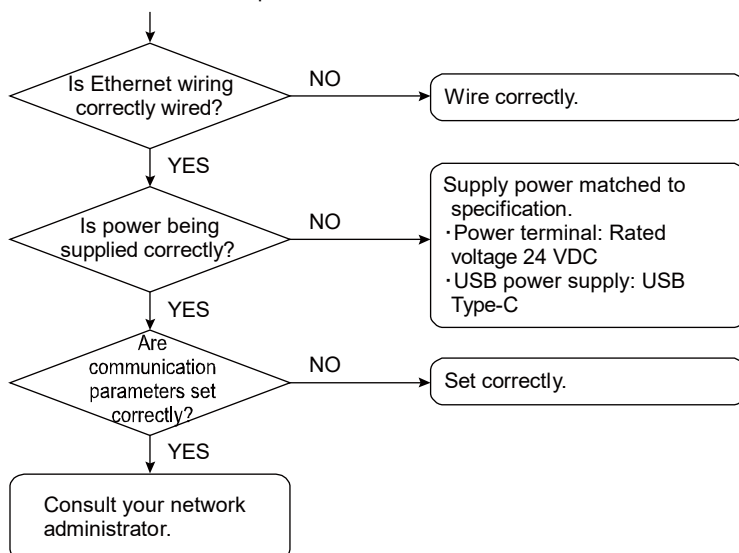 Is Ethernet wiring
correctly wired?
NO
Wire correctly.
YES
Is power being
supplied correctly?
NO
Supply power matched to
specification.
・Power terminal: Rated
voltage 24 VDC
・USB power supply: USB
Type-C
YES
Are
communication
parameters set
correctly?
NO
Set correctly.
YES
Consult your network
administrator.